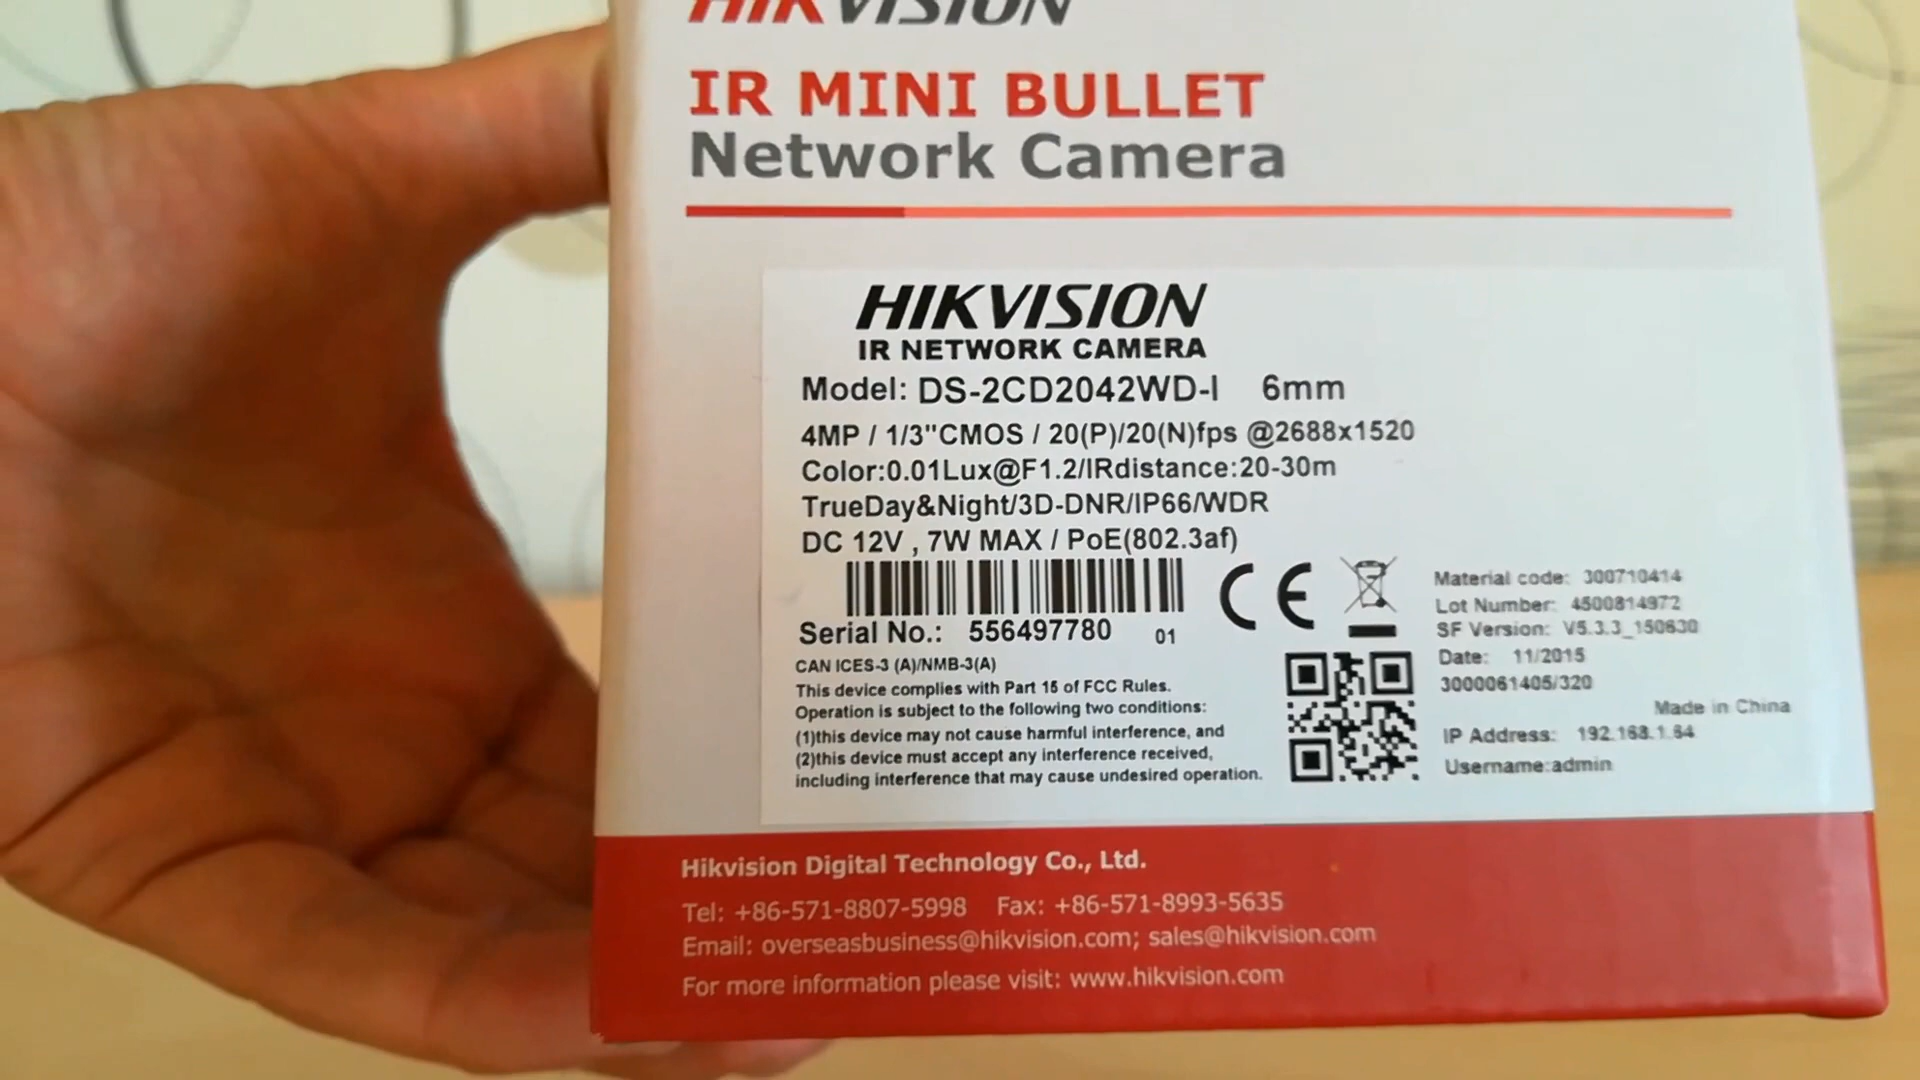 HIKVISION
IR MINI BULLET
Network Camera
HIKVISION
IR NETWORK CAMERA
Model: DS-2CD2042WD-I 6mm
4MP / 1/3"CMOS / 20(P)/20(N)fps @2688x1520
Color:0.01Lux@F1.2/IRdistance:20-30m
TrueDay&Night/3D-DNR/IP66/WDR
DC 12V , 7W MAX / PoE(802.3af)
CE
Serial No.: 556497780 01
CAN ICES-3 (A)/NMB-3(A)
This device complies with Part 15 of FCC Rules.
Operation is subject to the following two conditions:
(1)this device may not cause harmful interference, and
(2)this device must accept any interference received,
including interference that may cause undesired operation.
Material code: 300710414
Lot Number: 4500814972
SF Version: V5.3.3_150630
Date: 11/2015
3000061405/320
Made in China
IP Address: 192.168.1.64
Username:admin
Hikvision Digital Technology Co., Ltd.
Tel: +86-571-8807-5998 Fax: +86-571-8993-5635
Email: overseasbusiness@hikvision.com; sales@hikvision.com
For more information please visit: www.hikvision.com